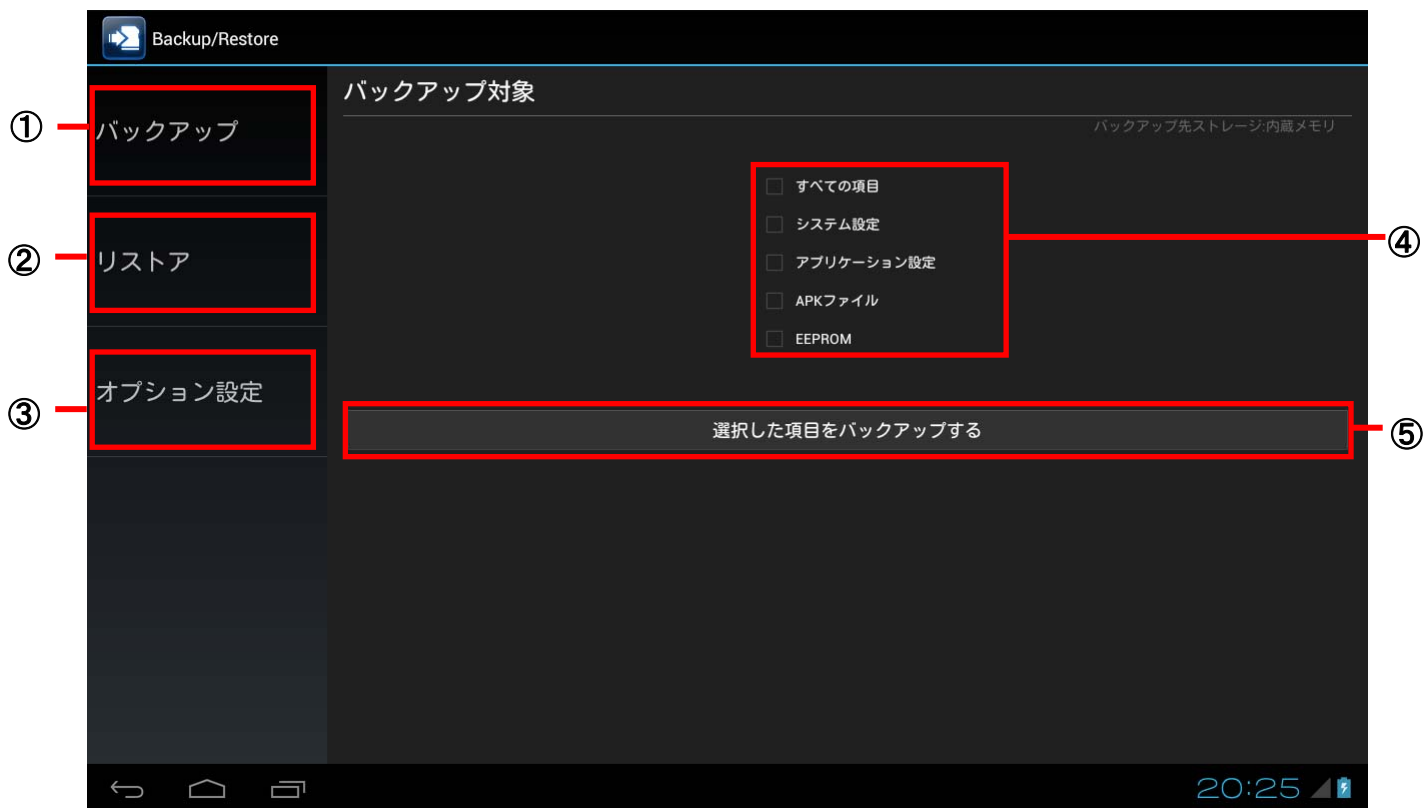 Backup/Restore
① バックアップ
② リストア
③ オプション設定
バックアップ対象
バックアップ先ストレージ:内蔵メモリ
すべての項目
システム設定
アプリケーション設定
APKファイル
EEPROM
④
選択した項目をバックアップする
⑤
20:25